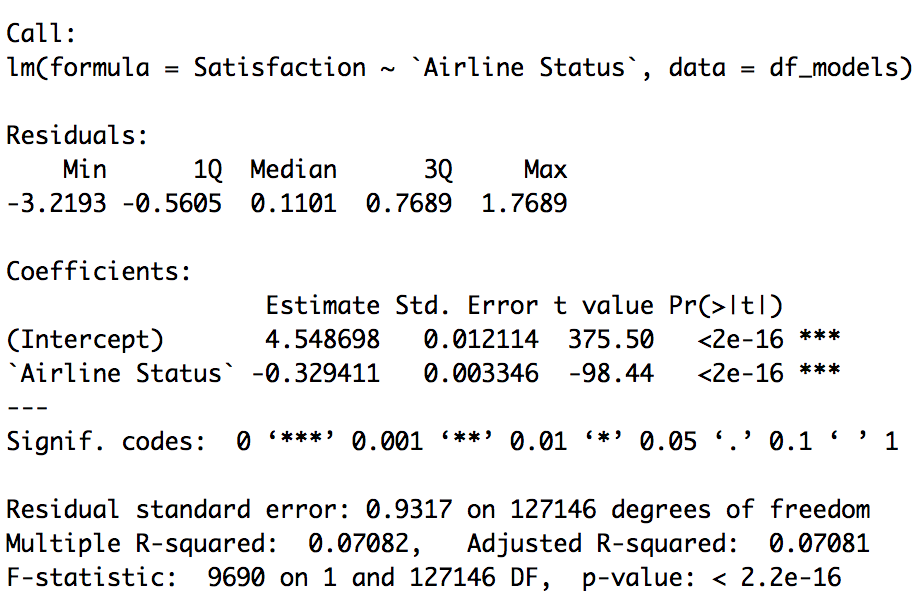 Call:
lm(formula = Satisfaction ~ `Airline Status`, data = df_models)
Residuals:
    Min      1Q  Median      3Q     Max
-3.2193 -0.5605  0.1101  0.7689  1.7689
Coefficients:
                  Estimate Std. Error t value Pr(>|t|)
(Intercept)       4.548698   0.012114  375.50   <2e-16 ***
`Airline Status` -0.329411   0.003346  -98.44   <2e-16 ***
---
Signif. codes:  0 ‘***’ 0.001 ‘**’ 0.01 ‘*’ 0.05 ‘.’ 0.1 ‘ ’ 1
Residual standard error: 0.9317 on 127146 degrees of freedom
Multiple R-squared:  0.07082,   Adjusted R-squared:  0.07081
F-statistic:  9690 on 1 and 127146 DF,  p-value: < 2.2e-16